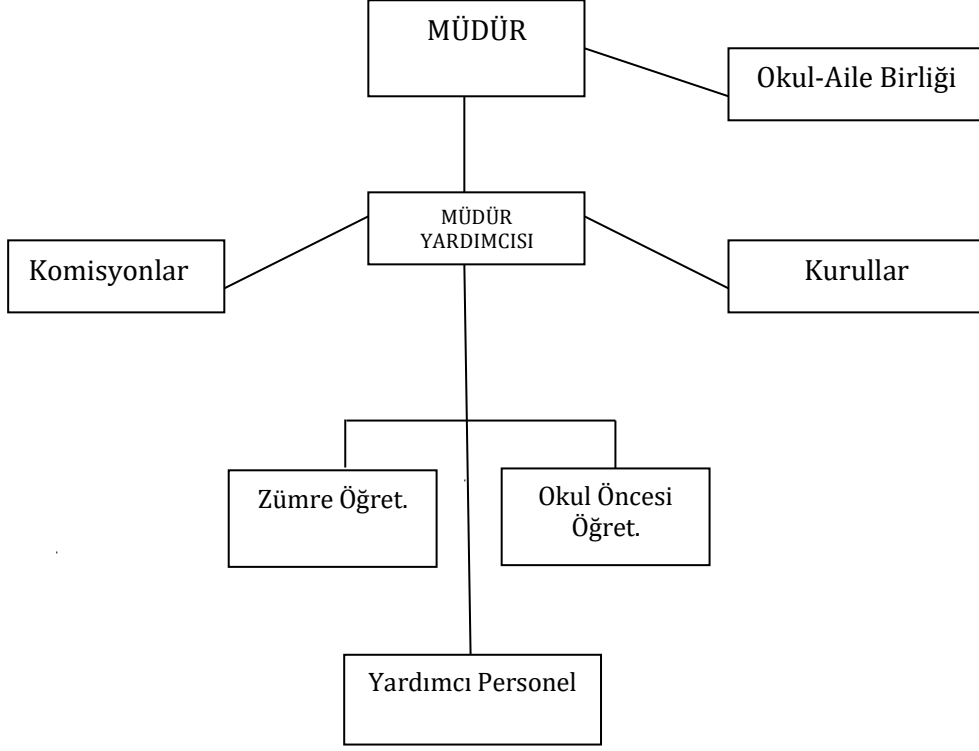 MÜDÜR
Okul-Aile Birliği
MÜDÜR
YARDIMCISI
Komisyonlar
Kurullar
Zümre Öğret.
Okul Öncesi
Öğret.
Yardımcı Personel